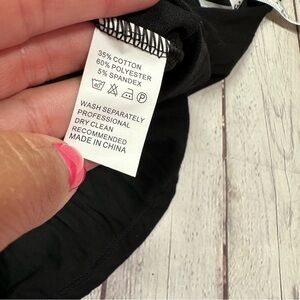 35% COTTON
60% POLYESTER
5% SPANDEX
WASH SEPARATELY
PROFESSIONAL
DRY CLEAN
RECOMMENDED
MADE IN CHINA